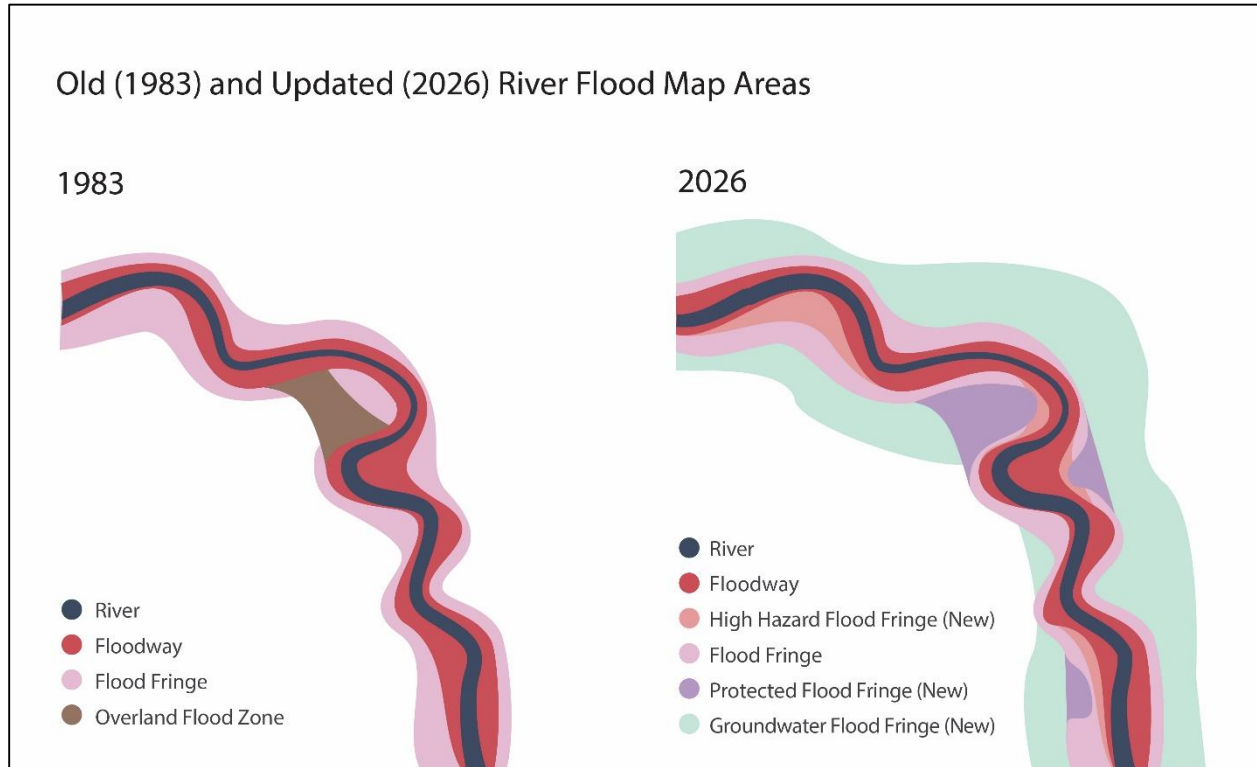 Old (1983) and Updated (2026) River Flood Map Areas
1983
River
Floodway
Flood Fringe
Overland Flood Zone
2026
River
Floodway
High Hazard Flood Fringe (New)
Flood Fringe
Protected Flood Fringe (New)
Groundwater Flood Fringe (New)